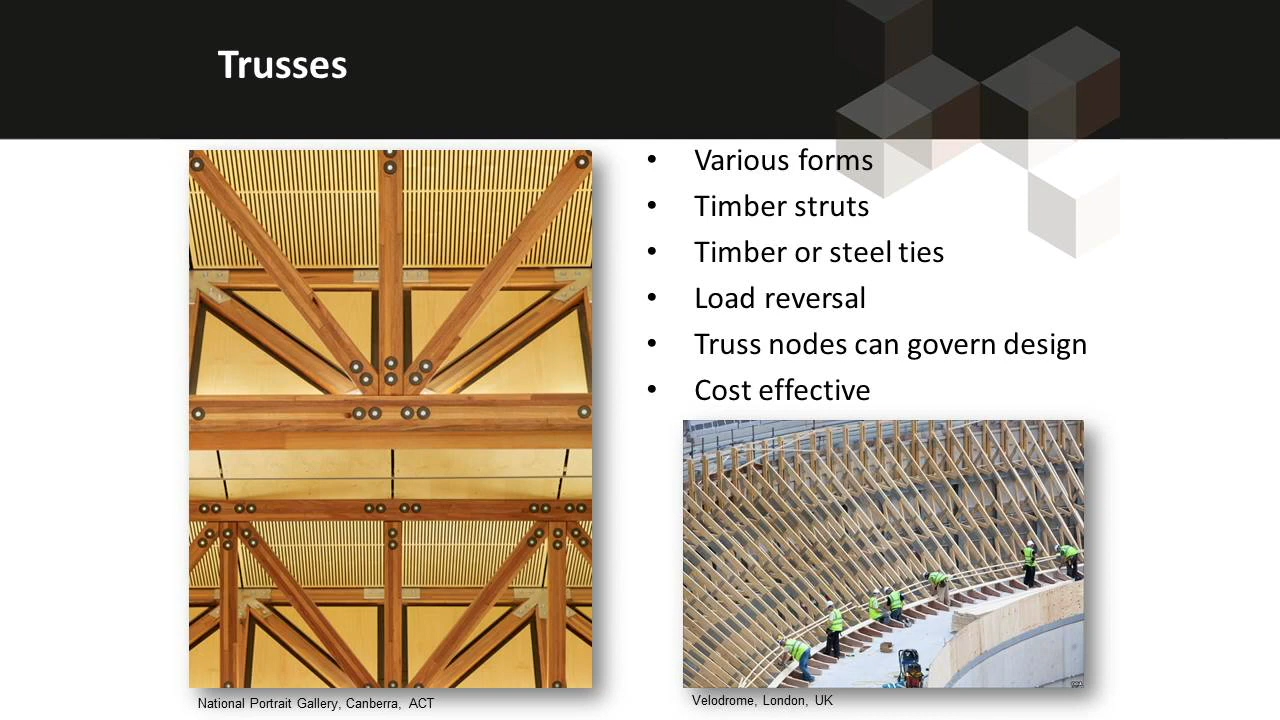 Trusses
• Various forms
• Timber struts
• Timber or steel ties
• Load reversal
• Truss nodes can govern design
• Cost effective
National Portrait Gallery, Canberra, ACT
Velodrome, London, UK